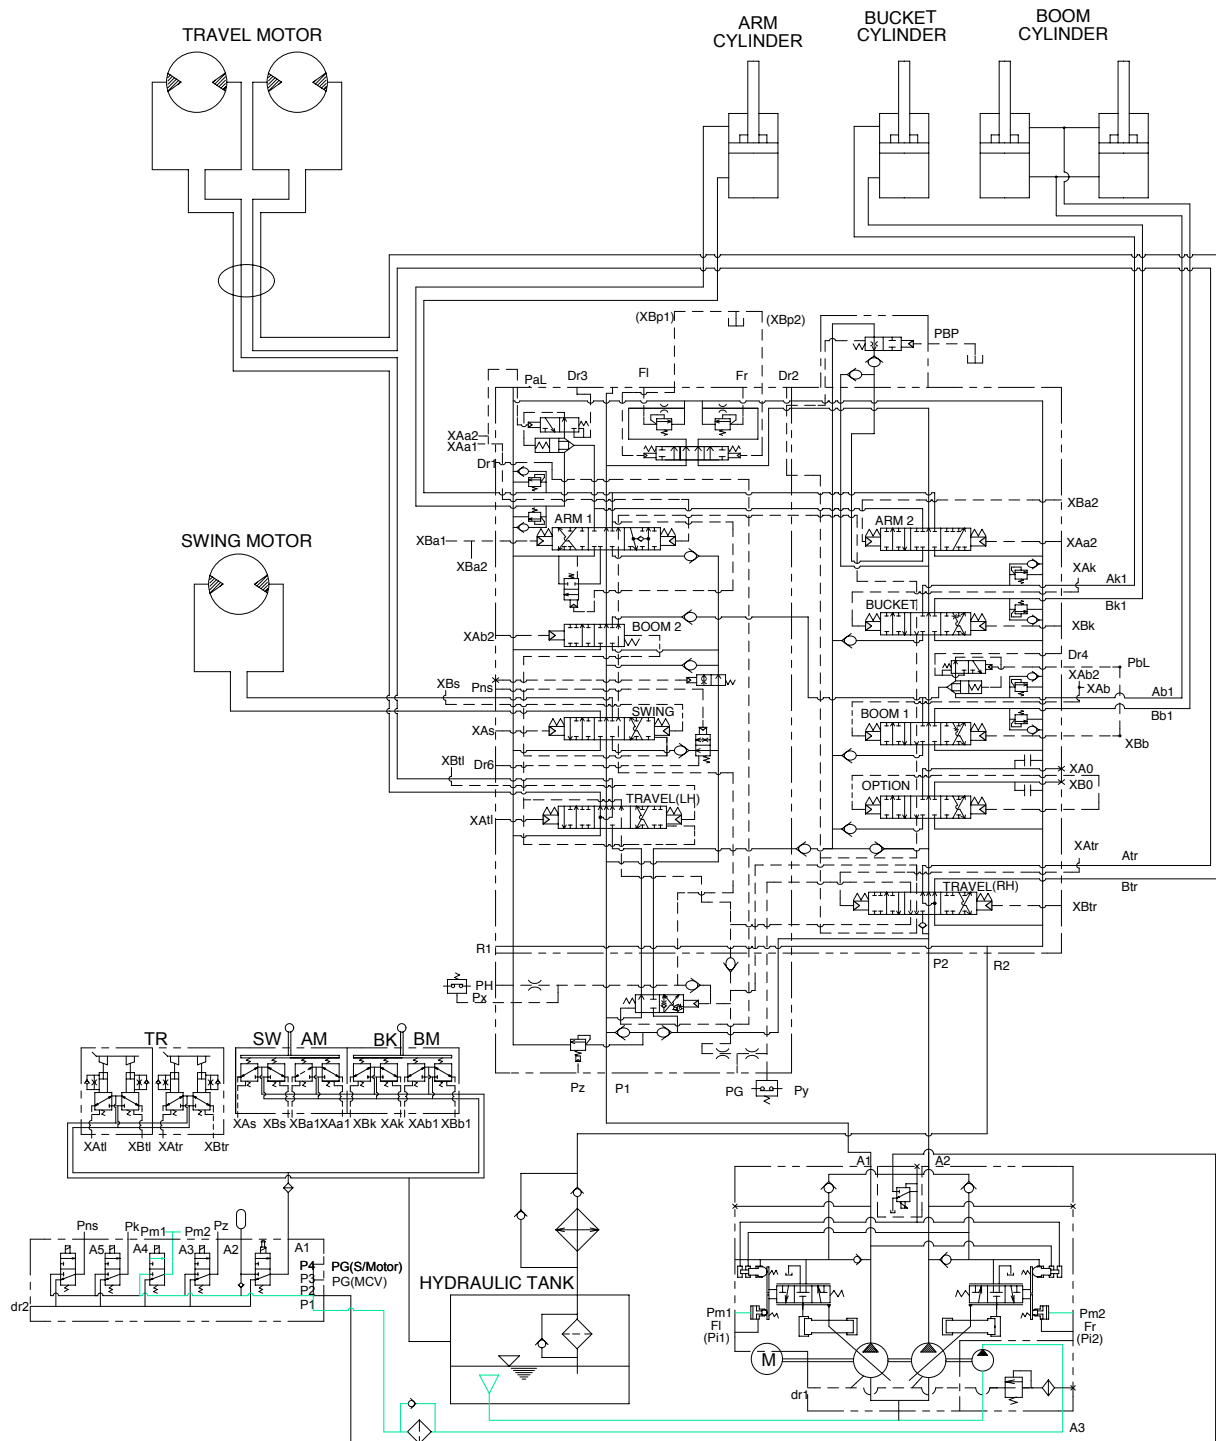 TRAVEL MOTOR
ARM
CYLINDER
BUCKET
CYLINDER
BOOM
CYLINDER
(XBp1)
(XBp2)
PBP
PaL
Dr3
Fl
Fr
Dr2
XAa2
XAa1
Dr1
XBa2
ARM 1
ARM 2
SWING MOTOR
XBa1
XBa2
XAa2
XAk
Ak1
BUCKET
Bk1
XAb2
BOOM 2
XBk
Dr4
PbL
XBs
Pns
XAb2
XAb
Ab1
SWING
BOOM 1
Bb1
XAs
XBb
XBtl
Dr6
XA0
OPTION
XB0
TRAVEL(LH)
XAtl
XAtr
Atr
TRAVEL(RH)
Btr
XBtr
R1
P2
R2
PH
Px
TR
SW
AM
BK
BM
Pz
P1
PG
Py
XAs
XBs
XBa1
XAa1
XBk
XAk
XAb1
XBb1
XAtl
XBtl
XAtr
XBtr
A1
A2
Pns
Pk
Pm1
Pm2
Pz
A5
A4
A3
A2
A1
P4
PG(S/Motor)
P3
PG(MCV)
P2
P1
dr2
HYDRAULIC TANK
Pm1
Fl
(Pi1)
Pm2
Fr
(Pi2)
M
dr1
A3